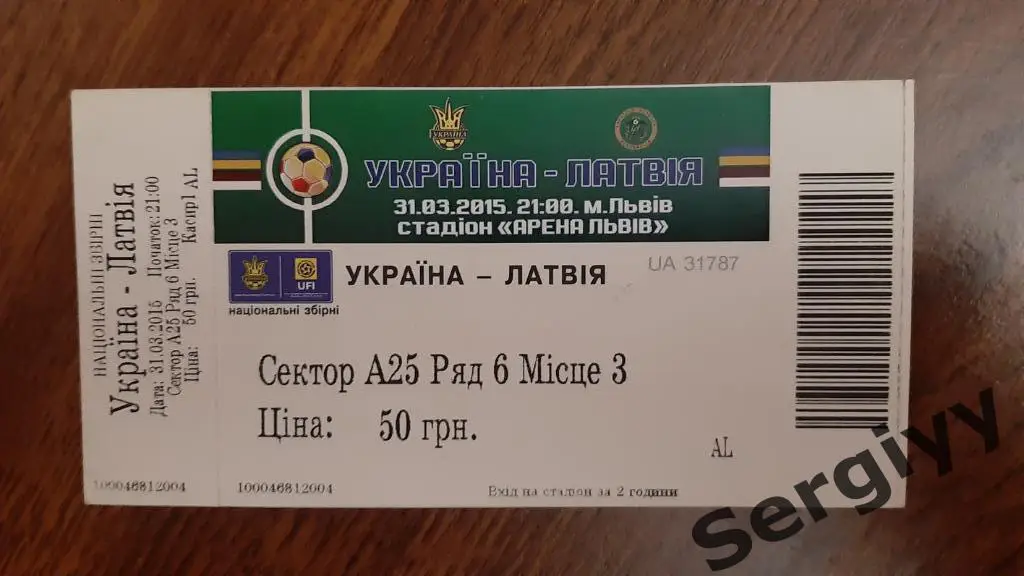 НАЦІОНАЛЬНІ ЗБІРНІ
Україна - Латвія
Дата: 31.03.2015 Початок:21:00
Сектор А25 Ряд 6 Місце 3
Ціна: 50 грн. Касир1 AL
100046812004
УКРАЇНА
УКРАЇНА - ЛАТВІЯ
31.03.2015. 21:00. м.Львів
стадіон «АРЕНА ЛЬВІВ»
UFI
національні збірні
УКРАЇНА – ЛАТВІЯ
UA 31787
Сектор А25 Ряд 6 Місце 3
Ціна: 50 грн.
AL
100046812004
Вхід на стадіон за 2 години
Sergiyy